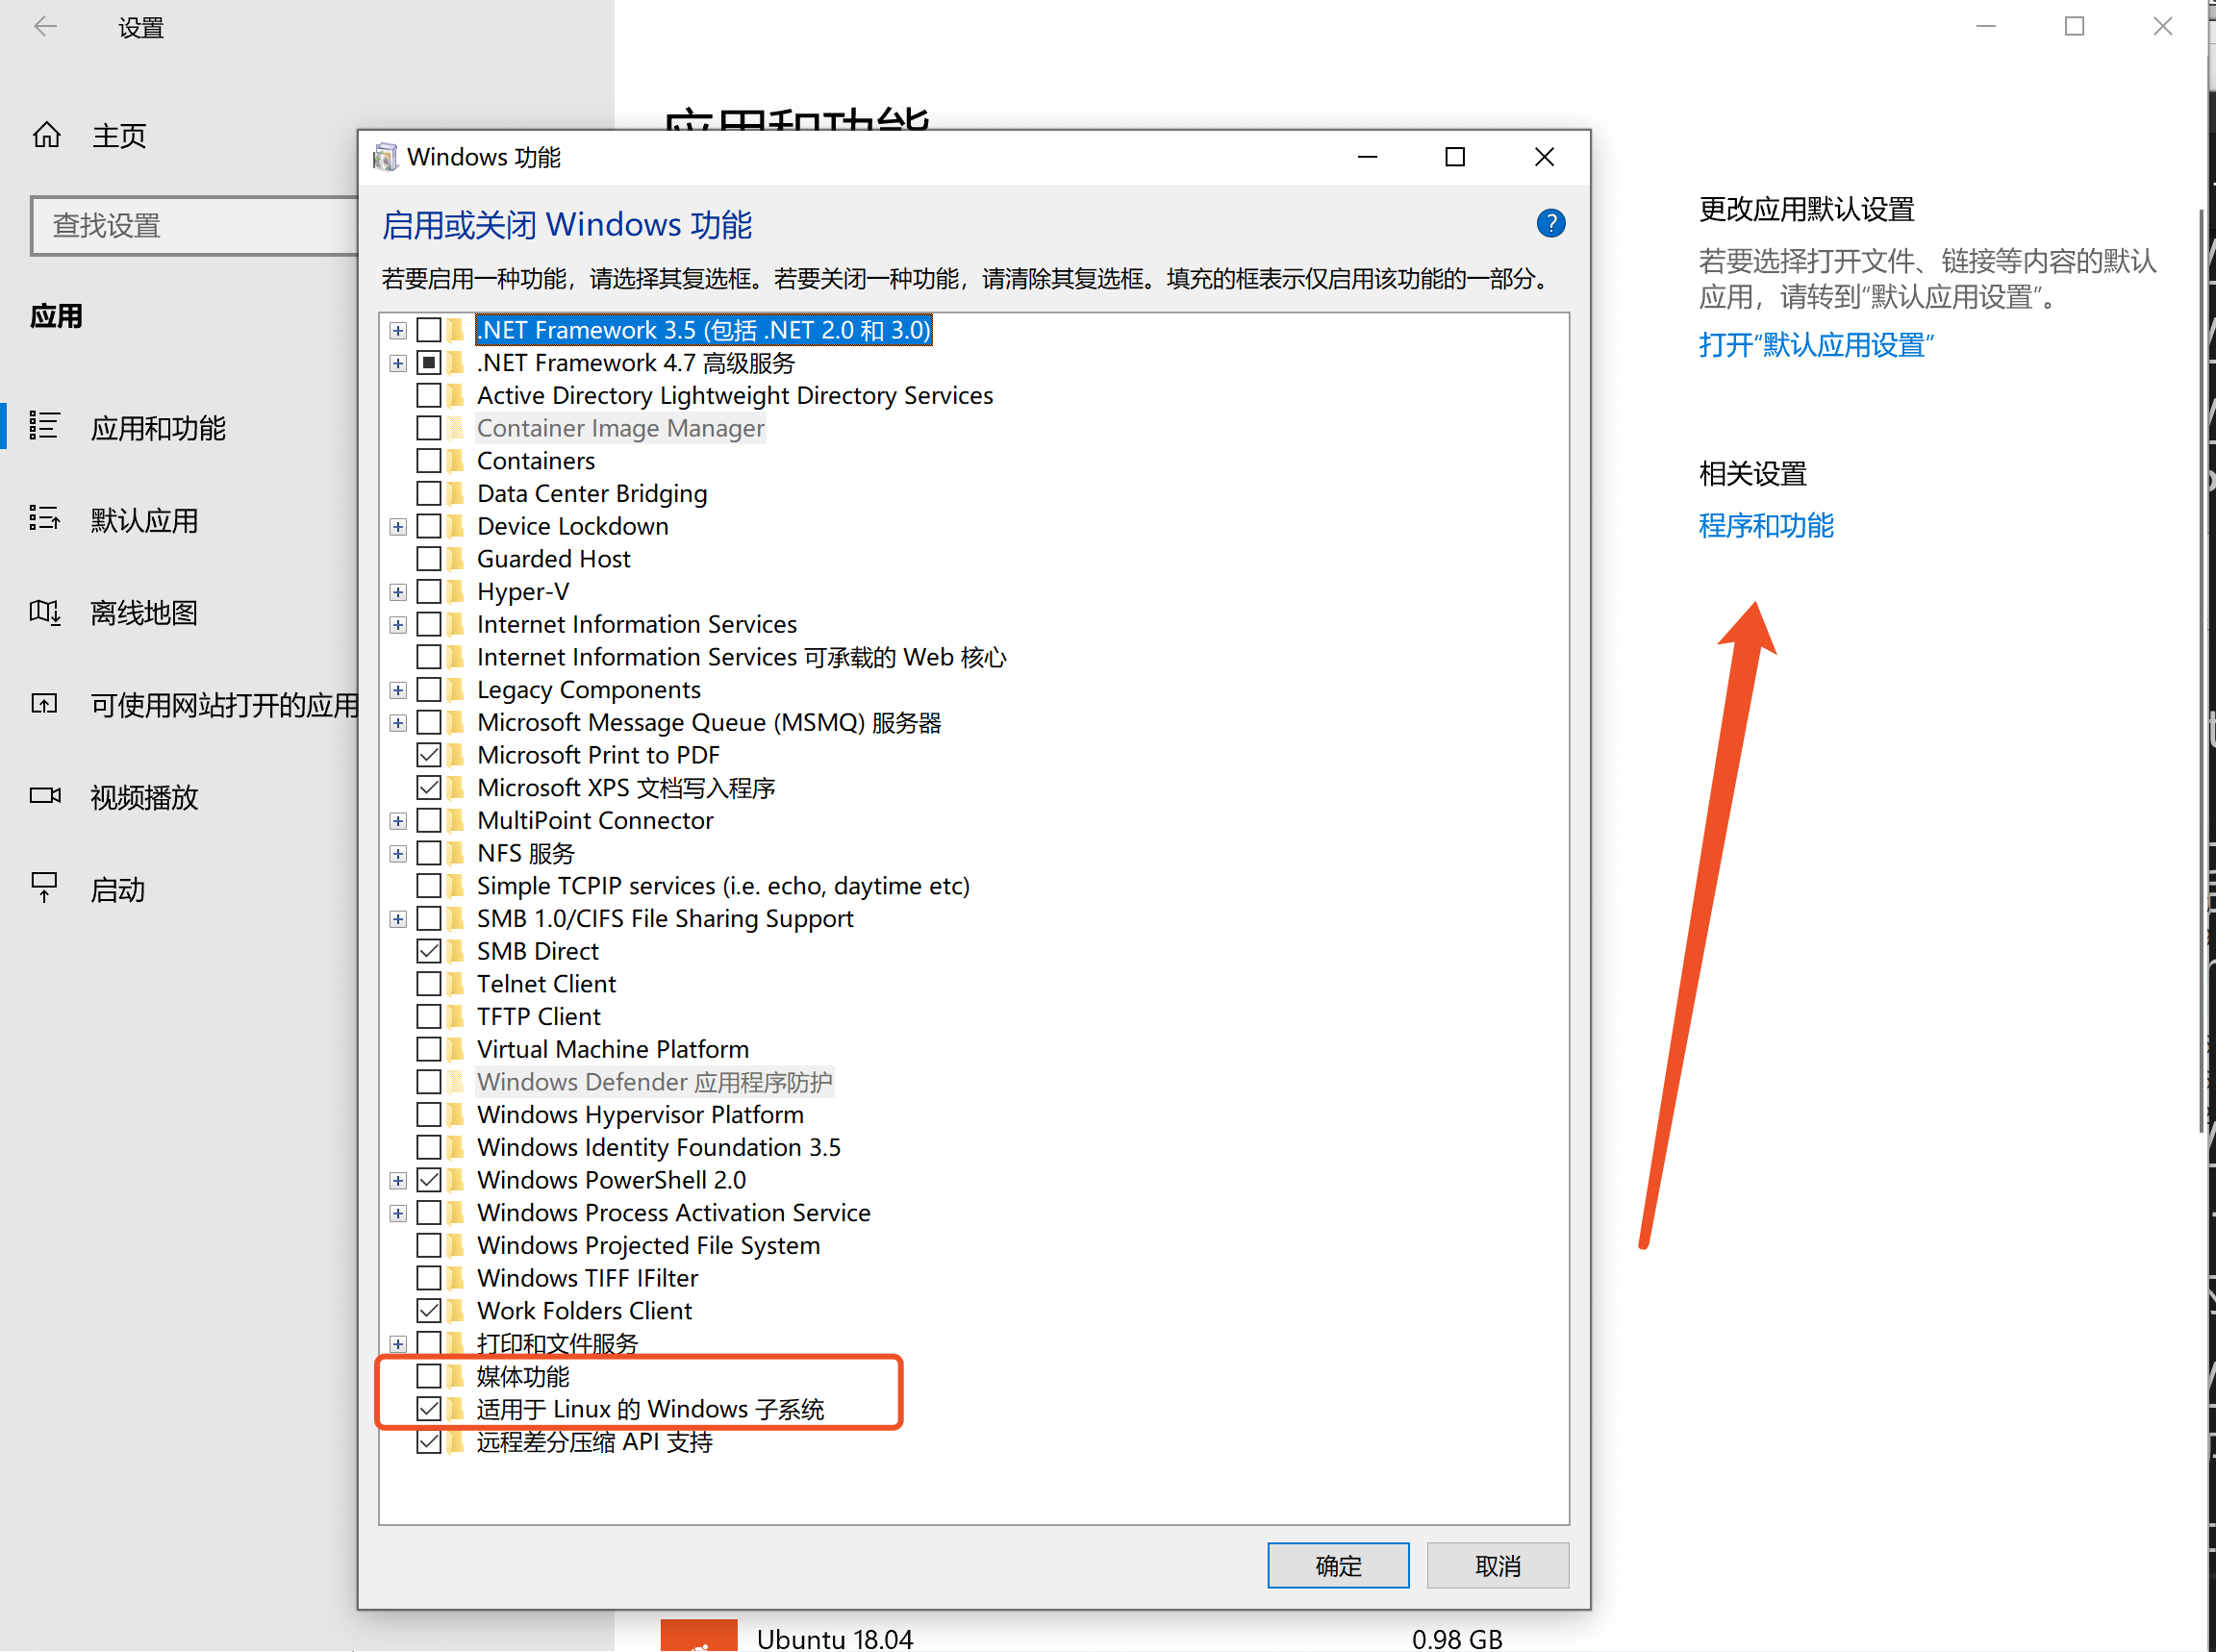 设置
主页
查找设置
应用
应用和功能
默认应用
离线地图
可使用网站打开的应用
视频播放
启动
应用和功能
Windows 功能
启用或关闭 Windows 功能
?
若要启用一种功能，请选择其复选框。若要关闭一种功能，请清除其复选框。填充的框表示仅启用该功能的一部分。
.NET Framework 3.5 (包括 .NET 2.0 和 3.0)
.NET Framework 4.7 高级服务
Active Directory Lightweight Directory Services
Container Image Manager
Containers
Data Center Bridging
Device Lockdown
Guarded Host
Hyper-V
Internet Information Services
Internet Information Services 可承载的 Web 核心
Legacy Components
Microsoft Message Queue (MSMQ) 服务器
Microsoft Print to PDF
Microsoft XPS 文档写入程序
MultiPoint Connector
NFS 服务
Simple TCPIP services (i.e. echo, daytime etc)
SMB 1.0/CIFS File Sharing Support
SMB Direct
Telnet Client
TFTP Client
Virtual Machine Platform
Windows Defender 应用程序防护
Windows Hypervisor Platform
Windows Identity Foundation 3.5
Windows PowerShell 2.0
Windows Process Activation Service
Windows Projected File System
Windows TIFF IFilter
Work Folders Client
打印和文件服务
媒体功能
适用于 Linux 的 Windows 子系统
远程差分压缩 API 支持
确定
取消
Ubuntu 18.04
0.98 GB
更改应用默认设置
若要选择打开文件、链接等内容的默认
应用，请转到“默认应用设置”。
打开“默认应用设置”
相关设置
程序和功能